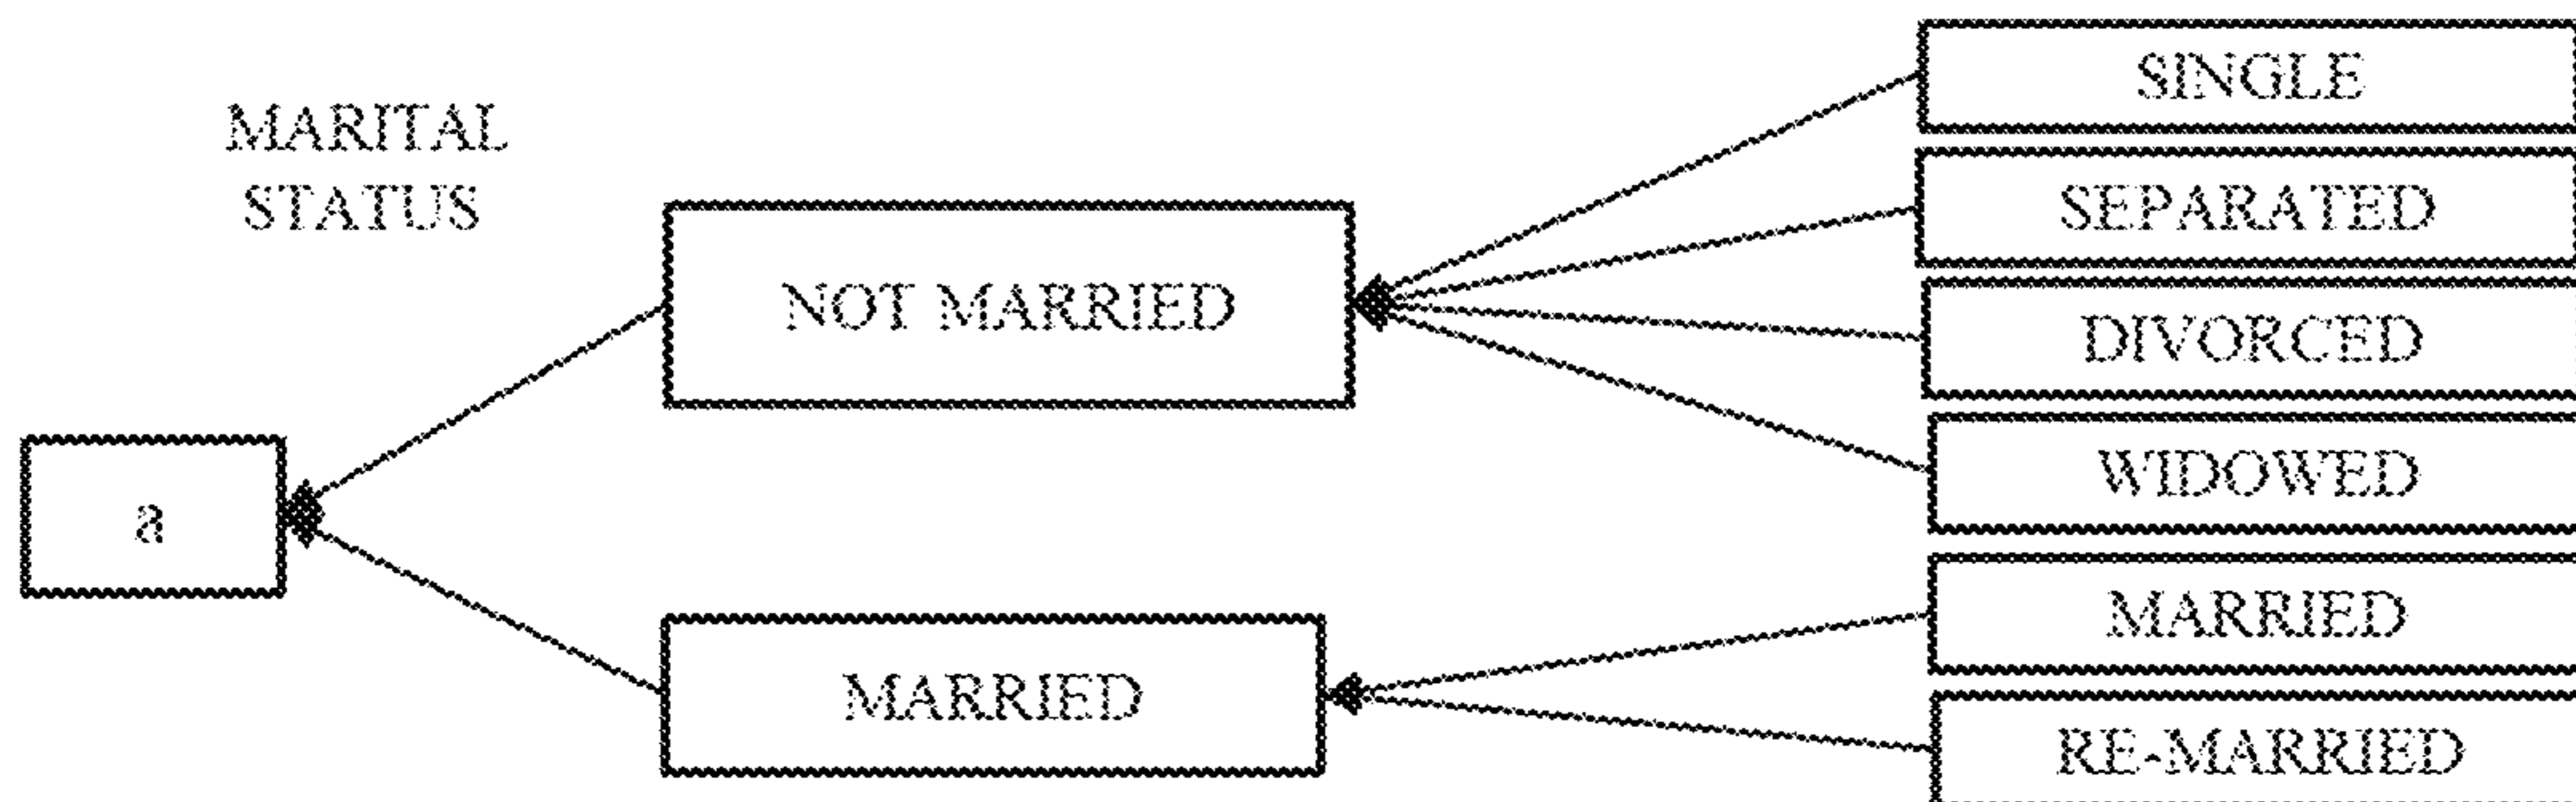 MARITAL
STATUS
a
NOT MARRIED
MARRIED
SINGLE
SEPARATED
DIVORCED
WIDOWED
MARRIED
RE-MARRIED